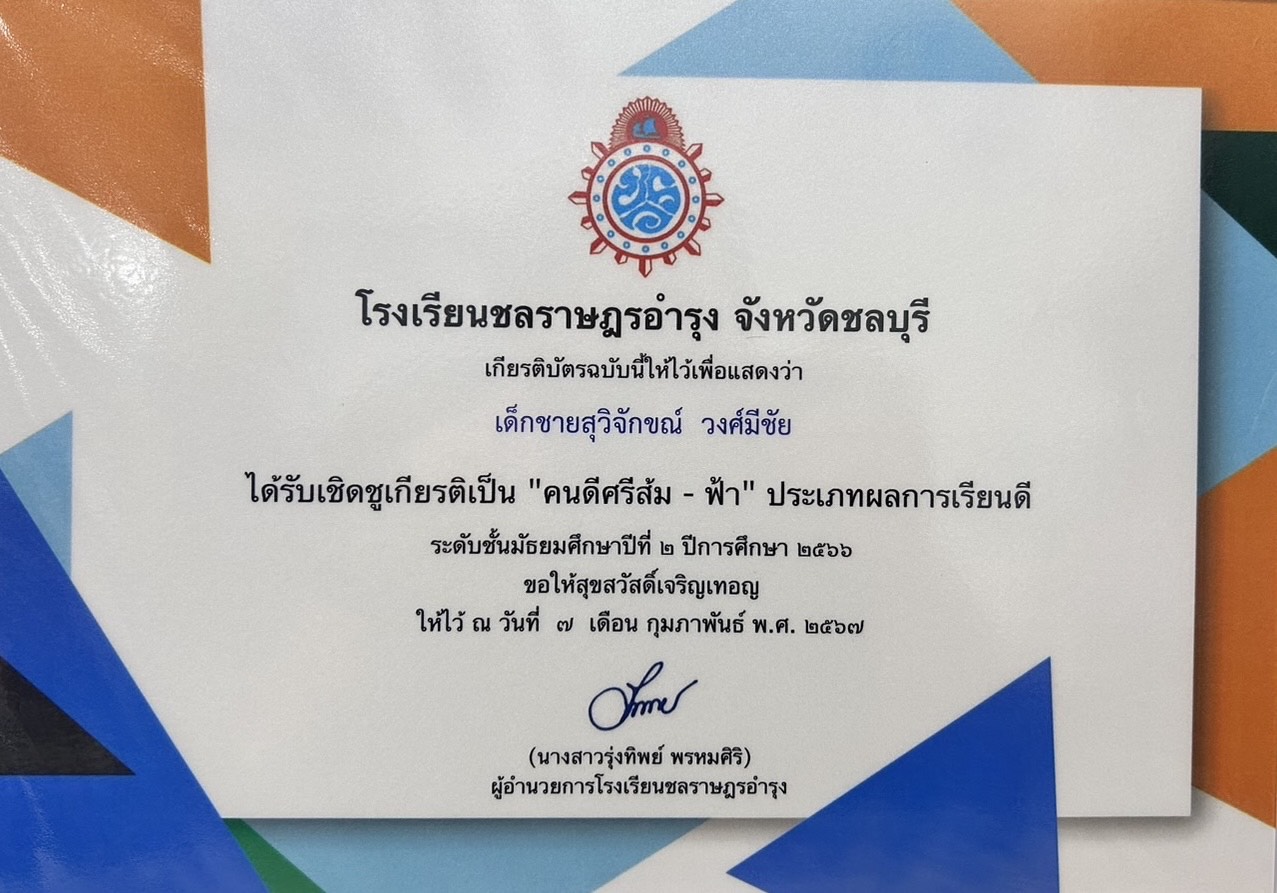 โรงเรียนชลราษฎรอำรุง จังหวัดชลบุรี
เกียรติบัตรฉบับนี้ให้ไว้เพื่อแสดงว่า
เด็กชายสุวิจักขณ์ วงศ์มีชัย
ได้รับเชิดชูเกียรติเป็น "คนดีศรีส้ม - ฟ้า" ประเภทผลการเรียนดี
ระดับชั้นมัธยมศึกษาปีที่ ๒ ปีการศึกษา ๒๕๖๖
ขอให้สุขสวัสดิ์เจริญเทอญ
ให้ไว้ ณ วันที่ ๗ เดือน กุมภาพันธ์ พ.ศ. ๒๕๖๗
(นางสาวรุ่งทิพย์ พรหมศิริ)
ผู้อำนวยการโรงเรียนชลราษฎรอำรุง